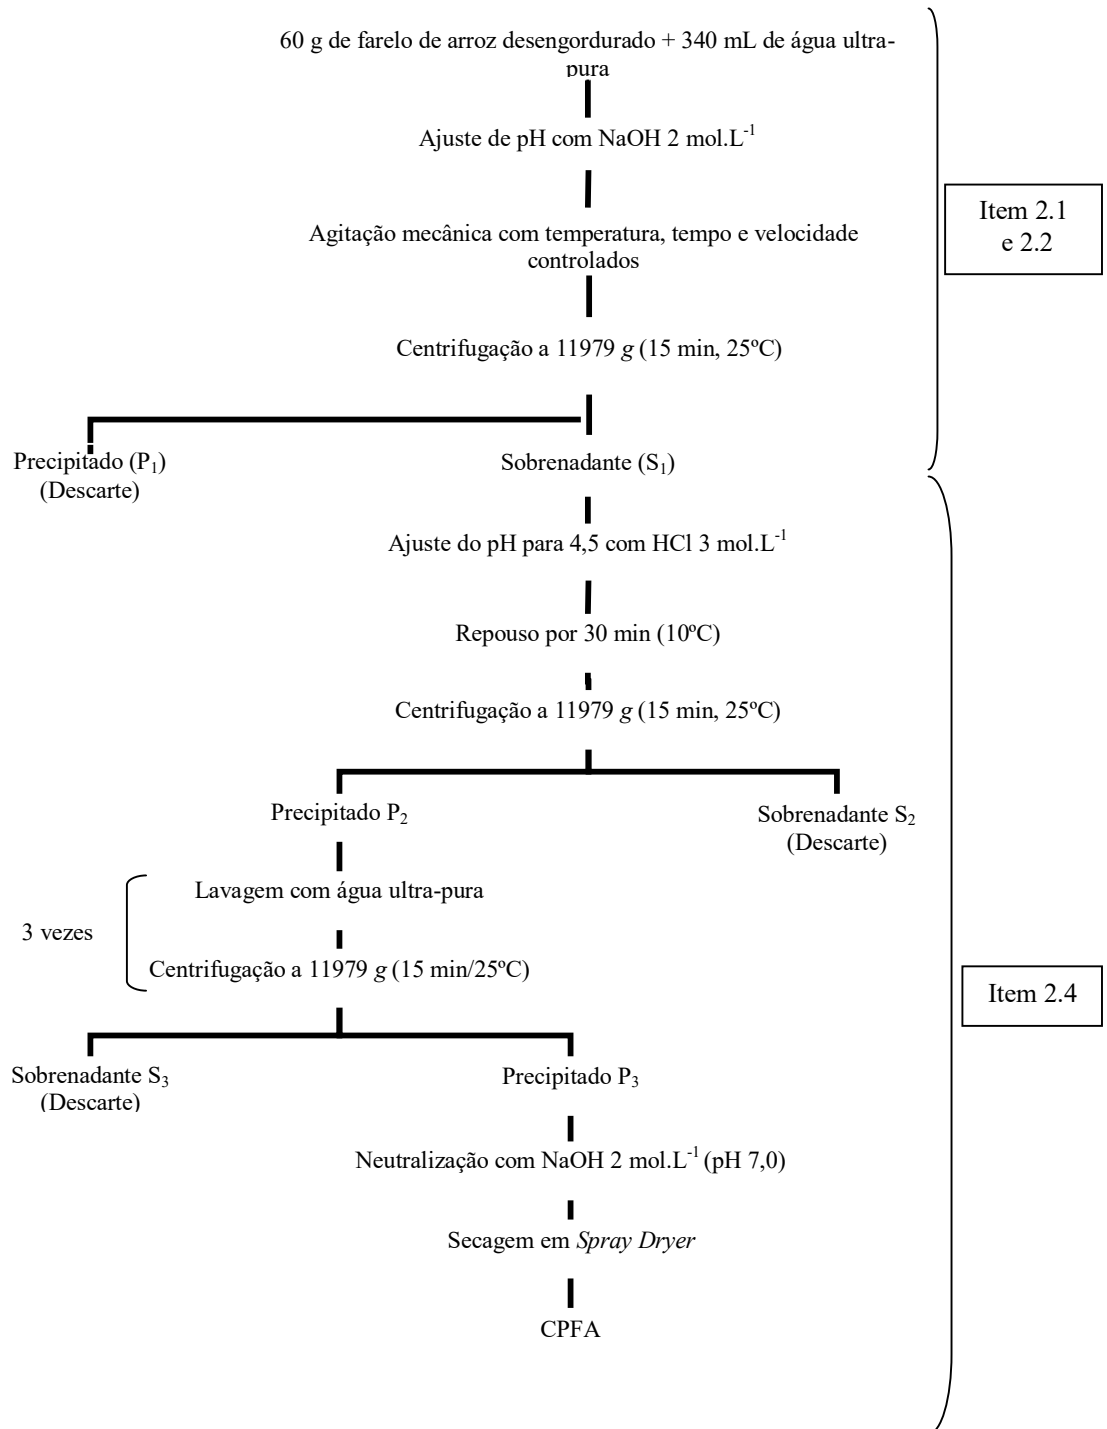 60 g de farelo de arroz desengordurado + 340 mL de água ultra-
pura
Ajuste de pH com NaOH 2 mol.L⁻¹
Agitação mecânica com temperatura, tempo e velocidade
controlados
Item 2.1
e 2.2
Centrifugação a 11979 g (15 min, 25ºC)
Precipitado (P₁)
(Descarte)
Sobrenadante (S₁)
Ajuste do pH para 4,5 com HCl 3 mol.L⁻¹
Repouso por 30 min (10ºC)
Centrifugação a 11979 g (15 min, 25ºC)
Precipitado P₂
Sobrenadante S₂
(Descarte)
Lavagem com água ultra-pura
3 vezes
Centrifugação a 11979 g (15 min/25ºC)
Item 2.4
Sobrenadante S₃
(Descarte)
Precipitado P₃
Neutralização com NaOH 2 mol.L⁻¹ (pH 7,0)
Secagem em Spray Dryer
CPFA